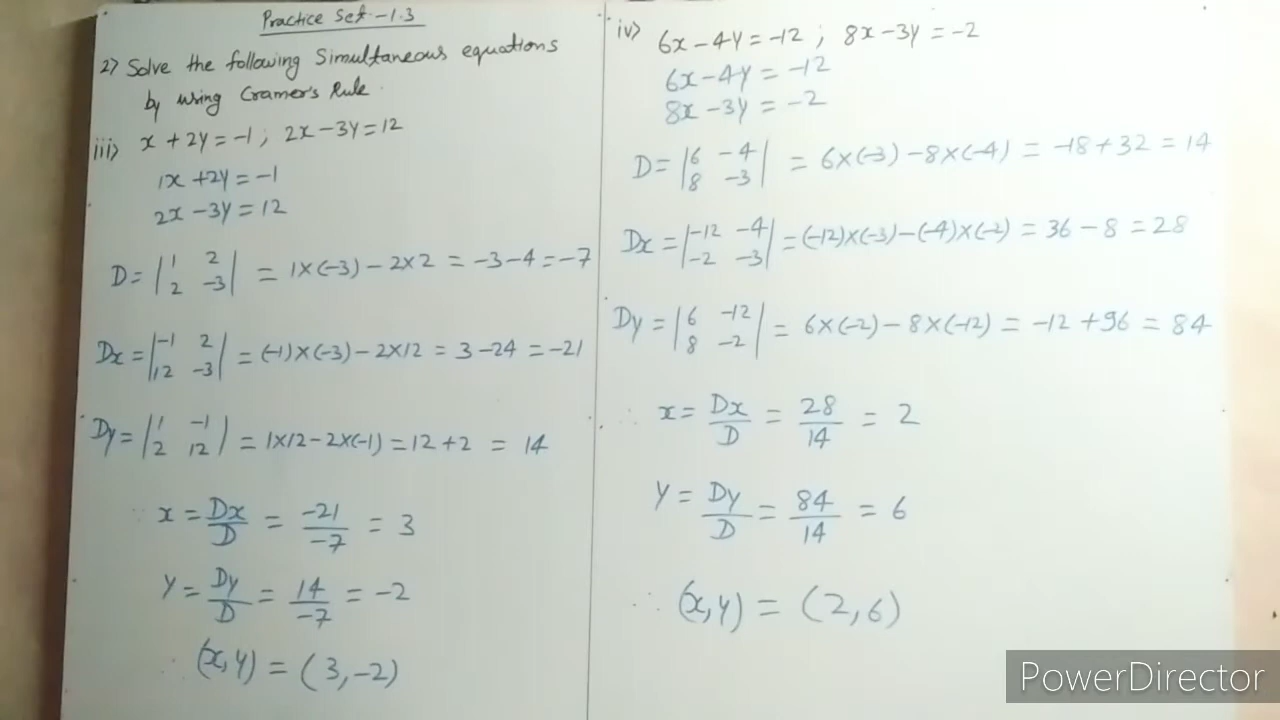 Practice Set - 1.3
2) Solve the following Simultaneous equations
by using Cramer's Rule.
iii) x + 2y = -1 ; 2x - 3y = 12
1x + 2y = -1
2x - 3y = 12
D = |1 2| = 1×(-3) - 2×2 = -3 - 4 = -7
|2 -3|
Dx = |-1 2| = (-1)×(-3) - 2×12 = 3 - 24 = -21
|12 -3|
Dy = |1 -1| = 1×12 - 2×(-1) = 12 + 2 = 14
|2 12|
∵ x = Dx/D = -21/-7 = 3
y = Dy/D = 14/-7 = -2
∴ (x,y) = (3,-2)
iv) 6x - 4y = -12 ; 8x - 3y = -2
6x - 4y = -12
8x - 3y = -2
D = |6 -4| = 6×(-3) - 8×(-4) = -18 + 32 = 14
|8 -3|
Dx = |-12 -4| = (-12)×(-3) - (-4)×(-2) = 36 - 8 = 28
|-2 -3|
Dy = |6 -12| = 6×(-2) - 8×(-12) = -12 + 96 = 84
|8 -2|
∴ x = Dx/D = 28/14 = 2
y = Dy/D = 84/14 = 6
∴ (x,y) = (2,6)
PowerDirector